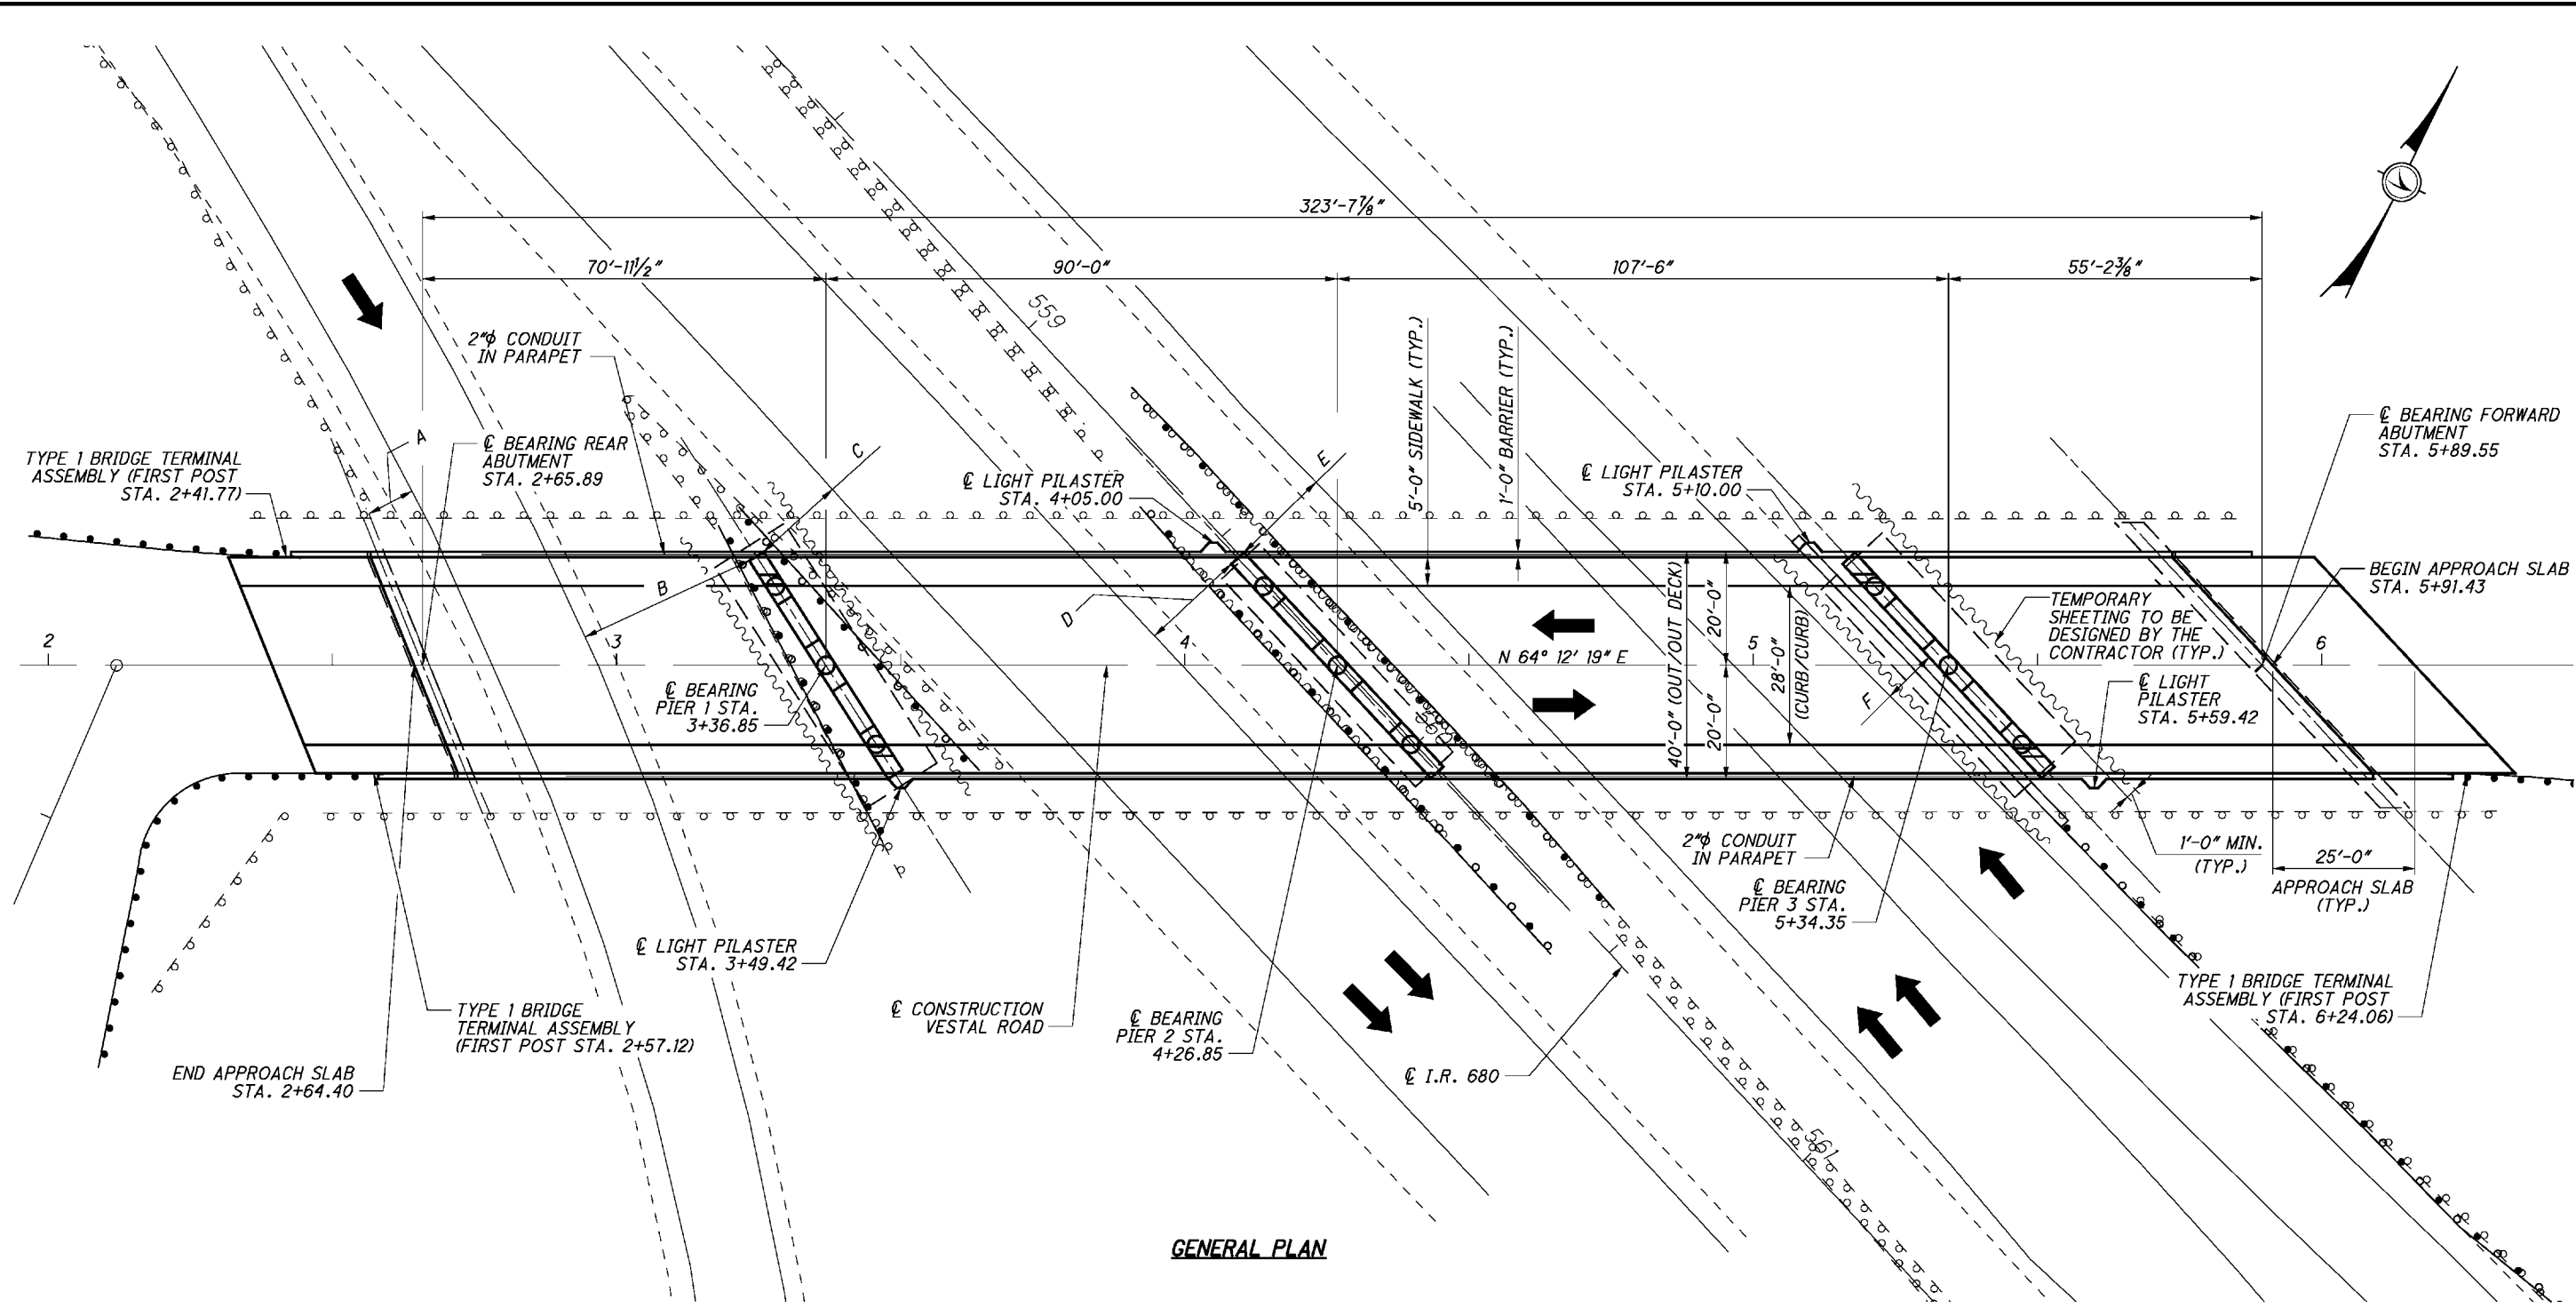 323'-7⅞"
70'-11½"
90'-0"
107'-6"
55'-2⅜"
559
2"ϕ CONDUIT
IN PARAPET
5'-0" SIDEWALK (TYP.)
1'-0" BARRIER (TYP.)
℄ BEARING FORWARD
ABUTMENT
STA. 5+89.55
A
℄ BEARING REAR
ABUTMENT
STA. 2+65.89
C
E
TYPE 1 BRIDGE TERMINAL
ASSEMBLY (FIRST POST
STA. 2+41.77)
℄ LIGHT PILASTER
STA. 4+05.00
℄ LIGHT PILASTER
STA. 5+10.00
B
D
BEGIN APPROACH SLAB
STA. 5+91.43
TEMPORARY
SHEETING TO BE
DESIGNED BY THE
CONTRACTOR (TYP.)
40'-0" (OUT/OUT DECK)
20'-0"
20'-0"
28'-0"
(CURB/CURB)
2
3
4
N 64° 12' 19" E
5
6
F
℄ BEARING
PIER 1 STA.
3+36.85
℄ LIGHT
PILASTER
STA. 5+59.42
2"ϕ CONDUIT
IN PARAPET
1'-0" MIN.
(TYP.)
25'-0"
APPROACH SLAB
(TYP.)
℄ BEARING
PIER 3 STA.
5+34.35
℄ LIGHT PILASTER
STA. 3+49.42
TYPE 1 BRIDGE
TERMINAL ASSEMBLY
(FIRST POST STA. 2+57.12)
℄ CONSTRUCTION
VESTAL ROAD
℄ BEARING
PIER 2 STA.
4+26.85
TYPE 1 BRIDGE TERMINAL
ASSEMBLY (FIRST POST
STA. 6+24.06)
END APPROACH SLAB
STA. 2+64.40
℄ I.R. 680
561
GENERAL PLAN